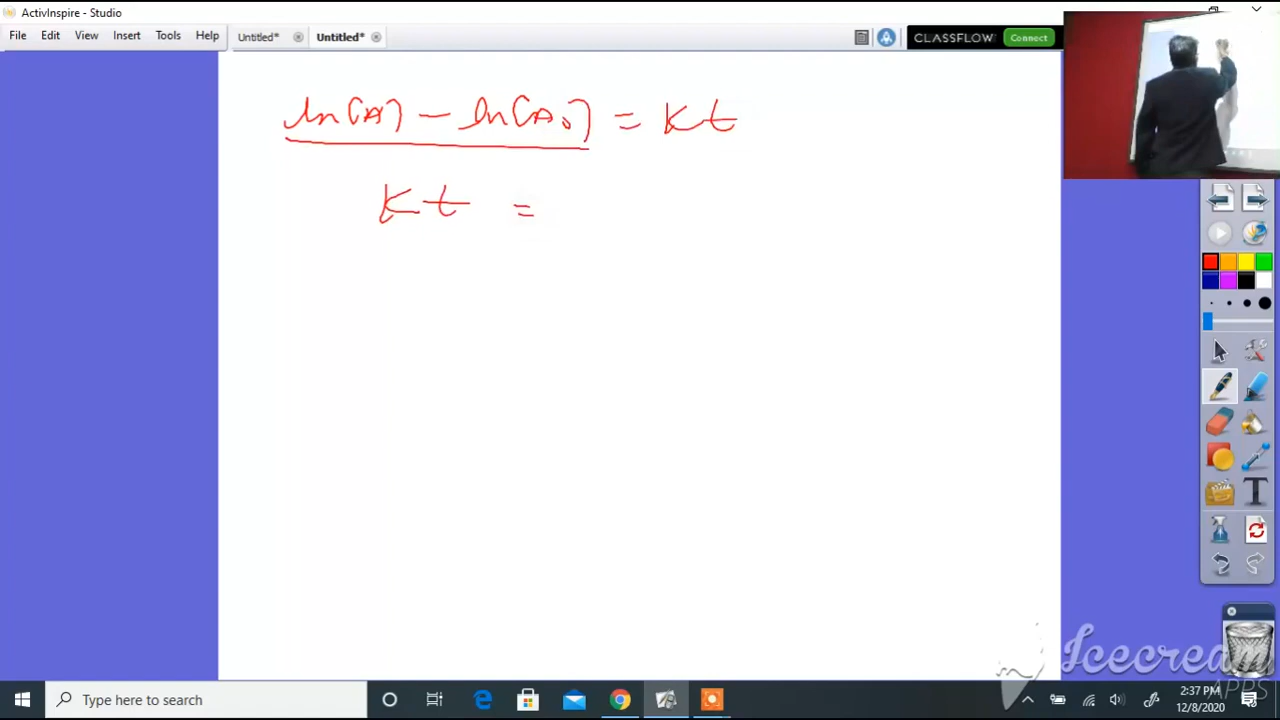 ActivInspire - Studio
File Edit View Insert Tools Help Untitled* Untitled* CLASSFLOW Connect
ln[A] - ln[A₀] = Kt
Kt =
T
Icecream
APPS
Type here to search
2:37 PM
12/8/2020